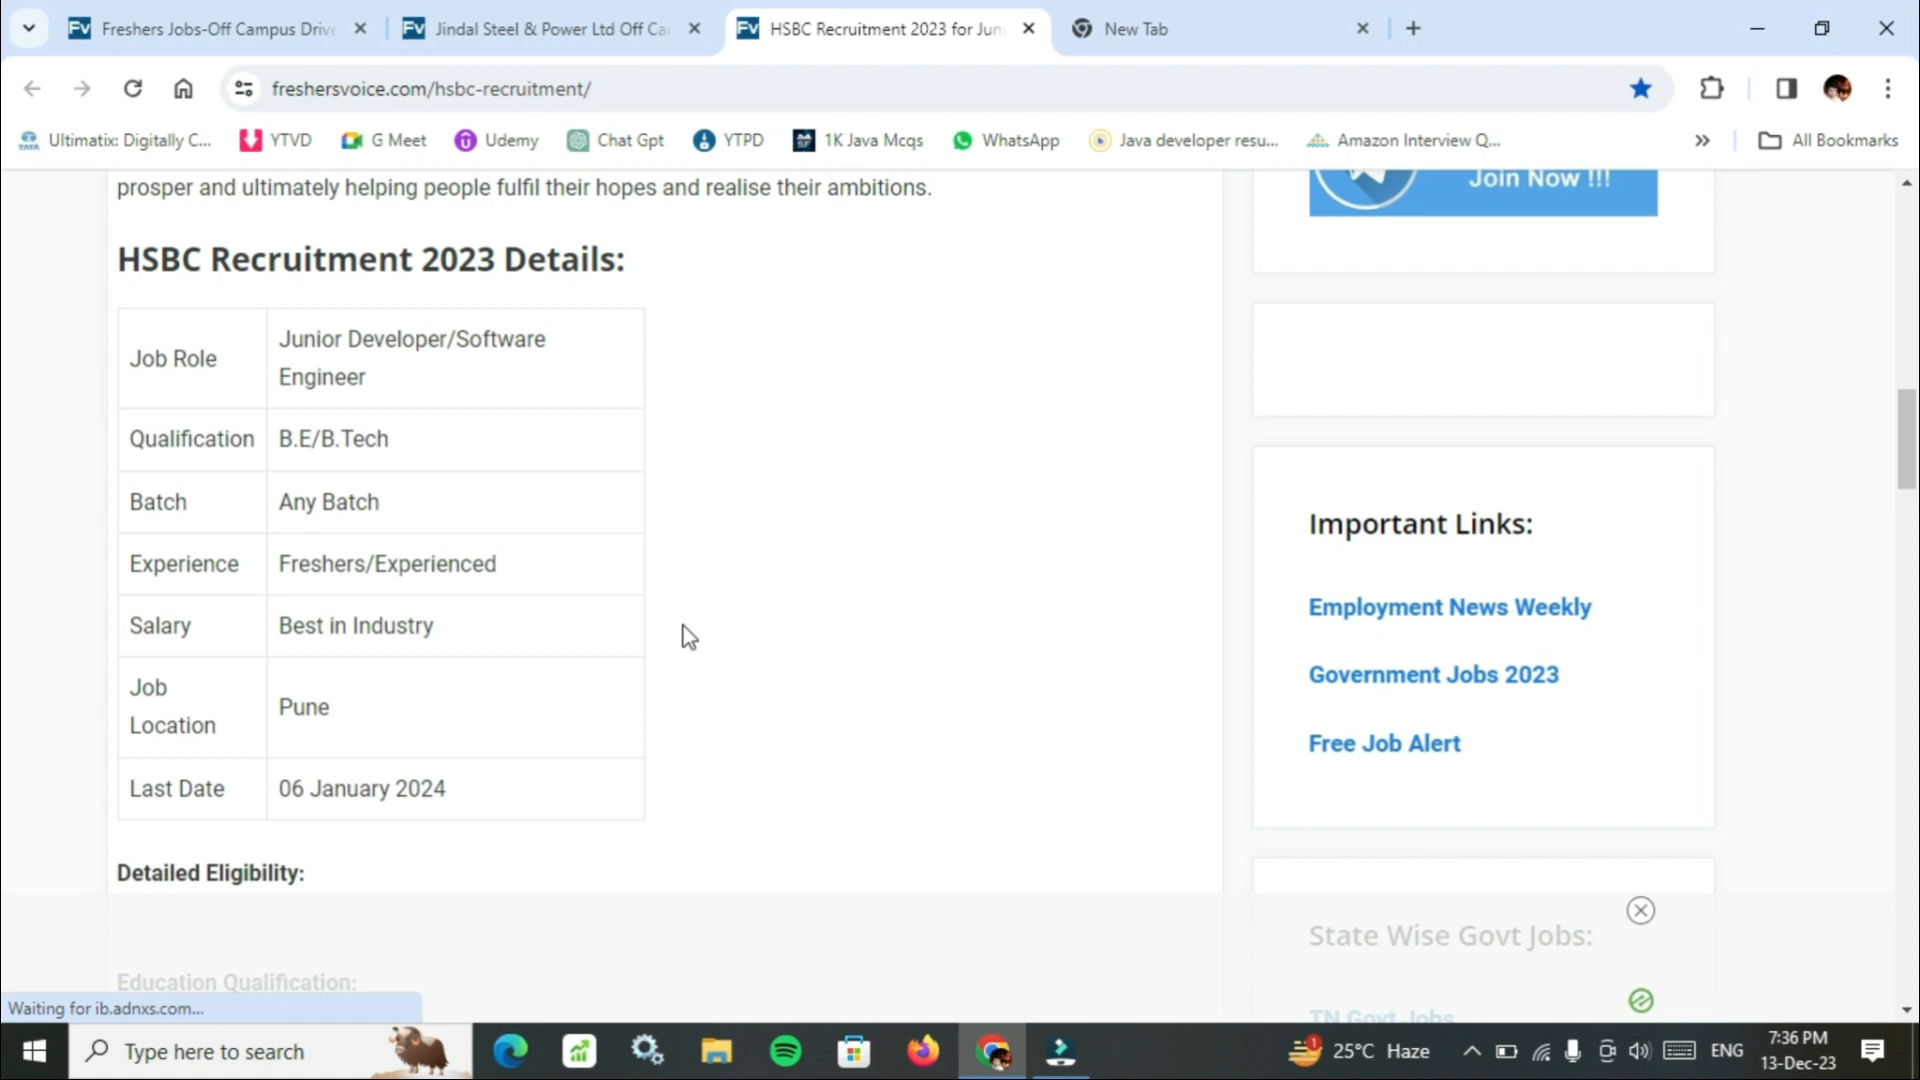 Freshers Jobs-Off Campus Drive
Jindal Steel & Power Ltd Off Ca
HSBC Recruitment 2023 for Jun
New Tab
freshersvoice.com/hsbc-recruitment/
Ultimatix: Digitally C...
YTVD
G Meet
Udemy
Chat Gpt
YTPD
1K Java Mcqs
WhatsApp
Java developer resu...
Amazon Interview Q...
All Bookmarks
prosper and ultimately helping people fulfil their hopes and realise their ambitions.
Join Now !!!
HSBC Recruitment 2023 Details:
Job Role
Junior Developer/Software
Engineer
Qualification
B.E/B.Tech
Batch
Any Batch
Experience
Freshers/Experienced
Salary
Best in Industry
Job
Location
Pune
Last Date
06 January 2024
Detailed Eligibility:
Education Qualification:
Important Links:
Employment News Weekly
Government Jobs 2023
Free Job Alert
State Wise Govt Jobs:
TN Govt Jobs
Waiting for ib.adnxs.com...
Type here to search
1
25°C Haze
ENG
7:36 PM
13-Dec-23